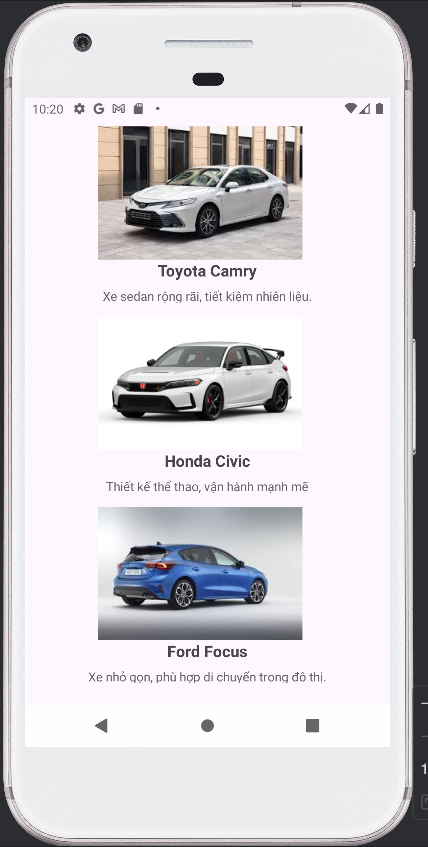 10:20
Toyota Camry
Xe sedan rộng rãi, tiết kiệm nhiên liệu.
Honda Civic
Thiết kế thể thao, vận hành mạnh mẽ
Ford Focus
Xe nhỏ gọn, phù hợp di chuyển trong đô thị.